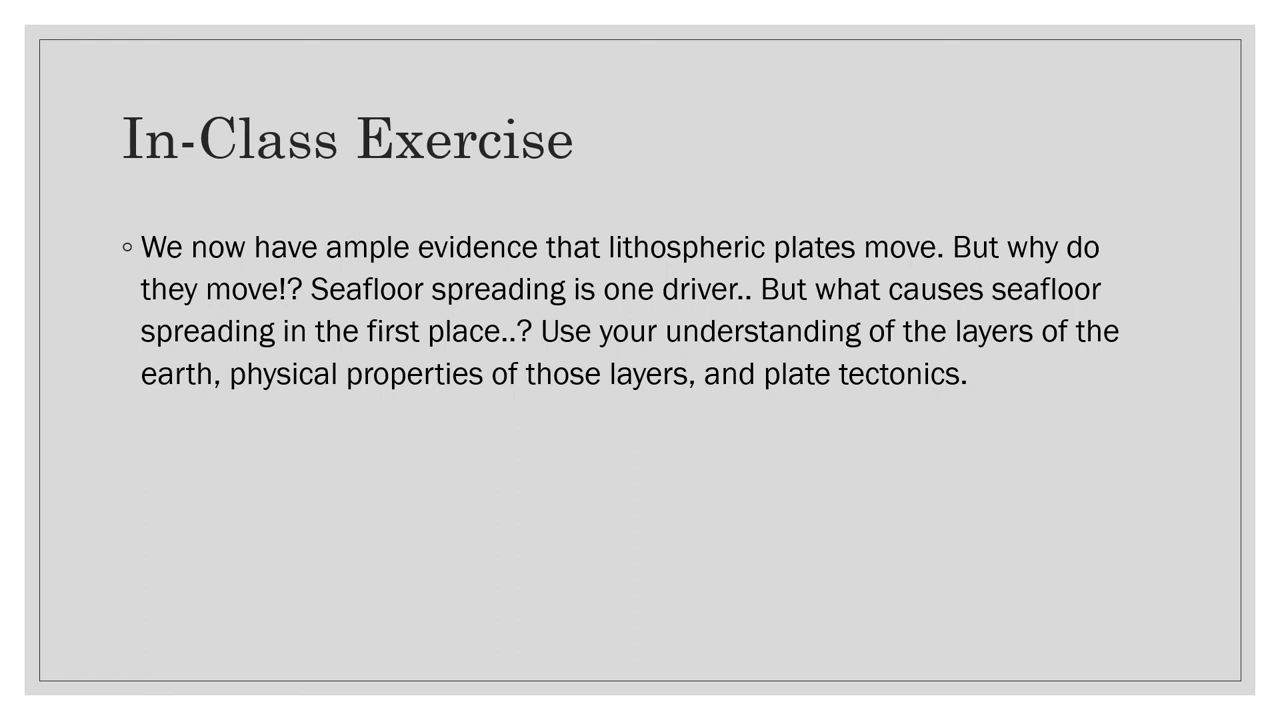 In-Class Exercise
◦ We now have ample evidence that lithospheric plates move. But why do
they move!? Seafloor spreading is one driver.. But what causes seafloor
spreading in the first place..? Use your understanding of the layers of the
earth, physical properties of those layers, and plate tectonics.